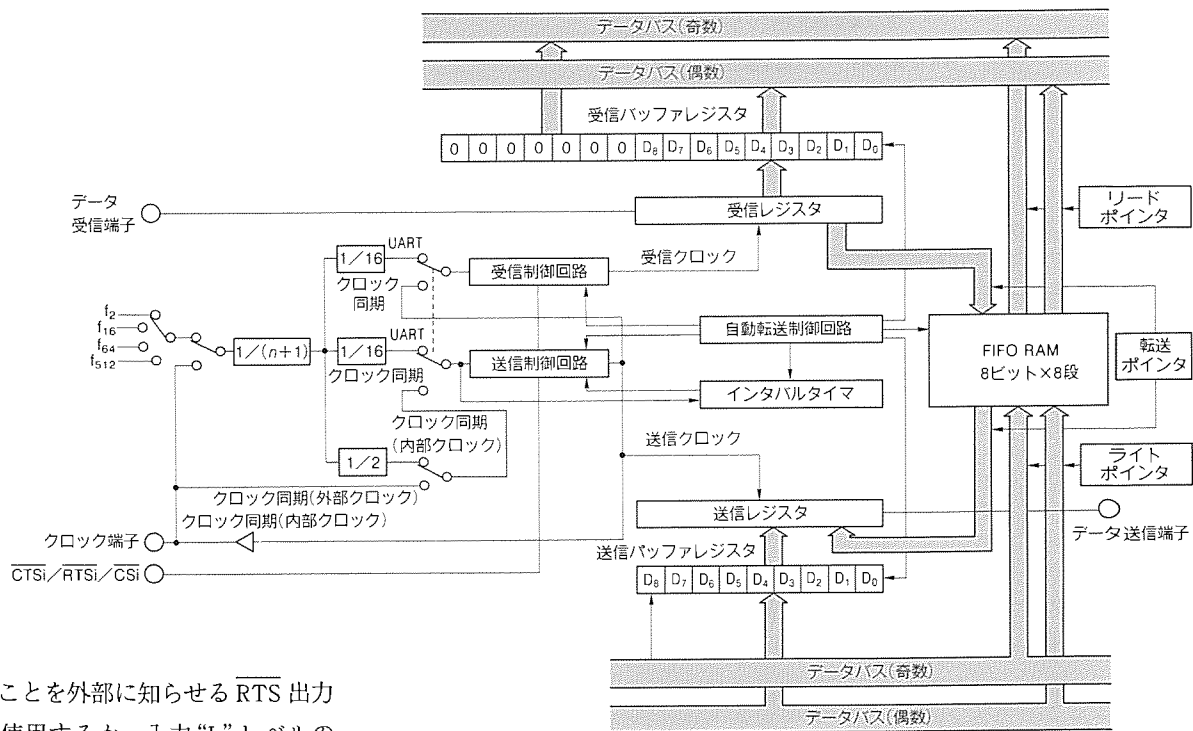 データバス(奇数)
データバス(偶数)
受信バッファレジスタ
0 0 0 0 0 0 0 D₈ D₇ D₆ D₅ D₄ D₃ D₂ D₁ D₀
データ
受信端子
受信レジスタ
リード
ポインタ
UART
1/16
受信制御回路
受信クロック
クロック
同期
f₂
f₁₆
f₆₄
f₅₁₂
1/(n+1)
UART
1/16
送信制御回路
自動転送制御回路
クロック同期
インタバルタイマ
FIFO RAM
8ビット×8段
転送
ポインタ
クロック同期
(内部クロック)
1/2
送信クロック
ライト
ポインタ
クロック同期(外部クロック)
クロック同期(内部クロック)
送信レジスタ
データ送信端子
クロック端子
送信バッファレジスタ
CTSi/RTSi/CSi
D₈ D₇ D₆ D₅ D₄ D₃ D₂ D₁ D₀
データバス(奇数)
データバス(偶数)
ことを外部に知らせる RTS 出力